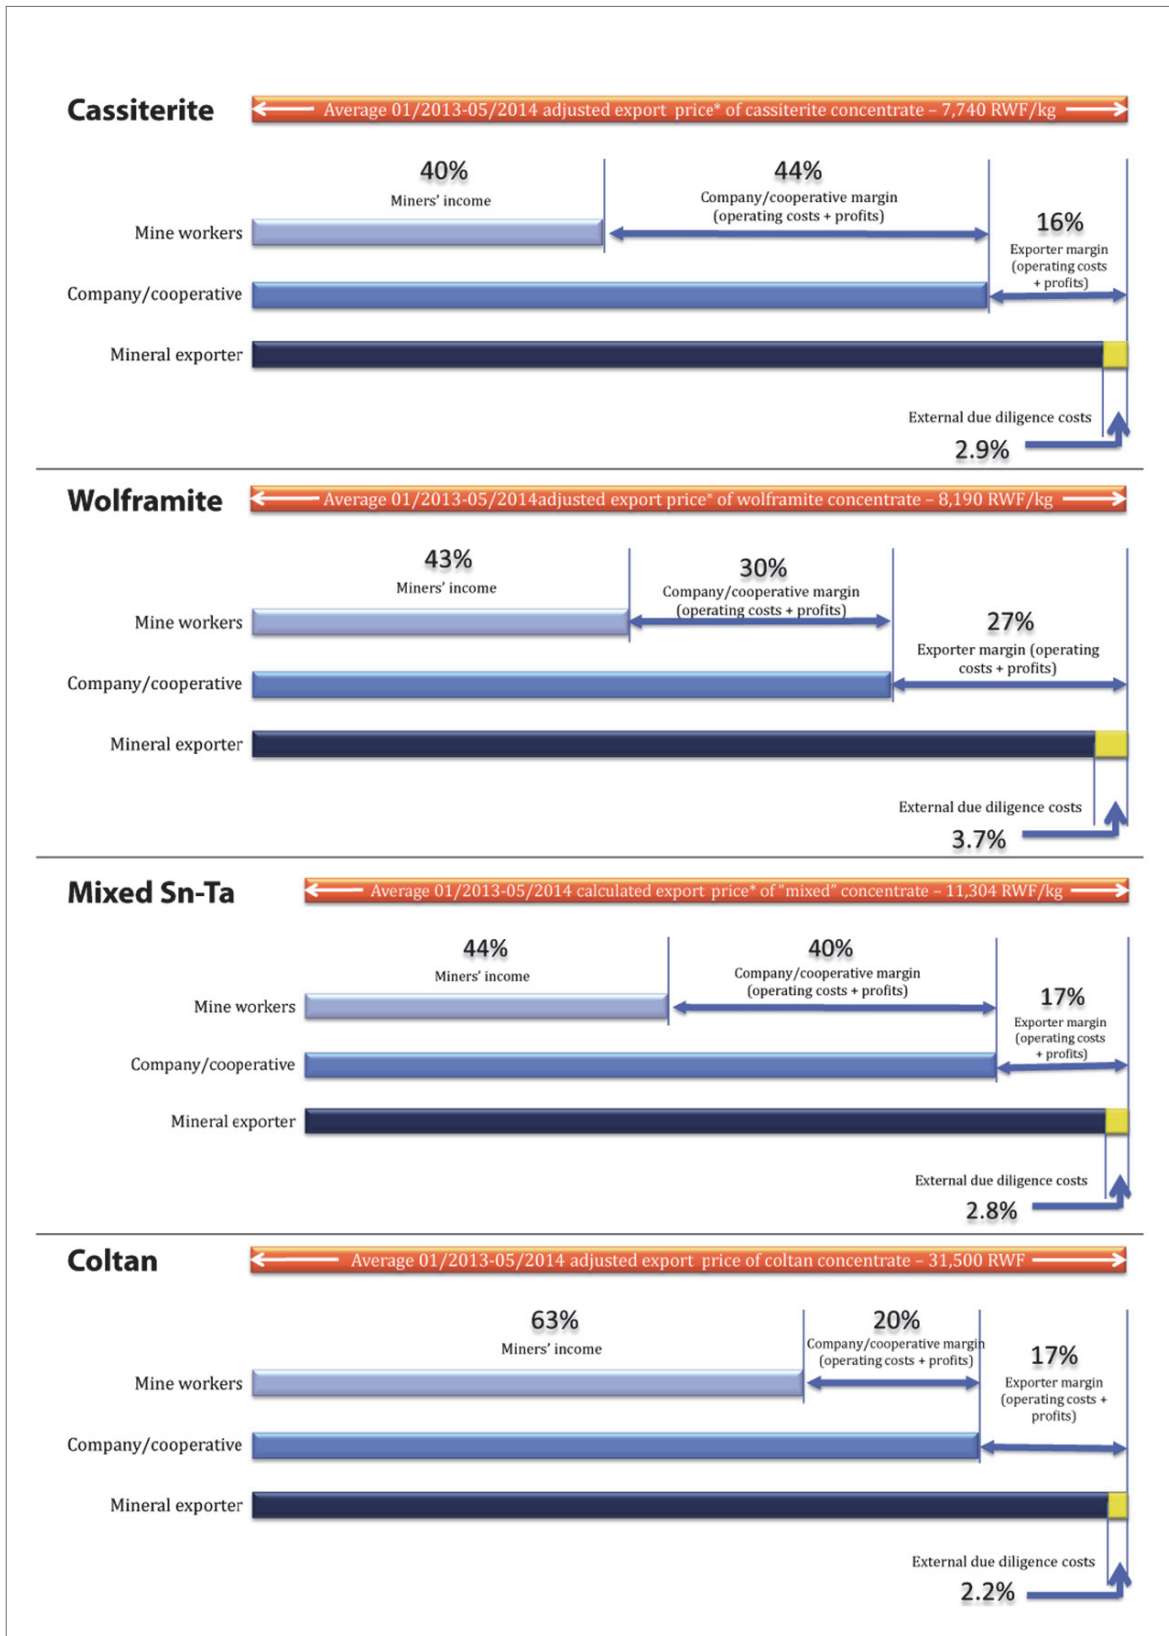 Cassiterite
Average 01/2013-05/2014 adjusted export price* of cassiterite concentrate – 7,740 RWF/kg
40%
Miners' income
44%
Company/cooperative margin
(operating costs + profits)
16%
Exporter margin
(operating costs
+ profits)
Mine workers
Company/cooperative
Mineral exporter
External due diligence costs
2.9%
Wolframite
Average 01/2013-05/2014adjusted export price* of wolframite concentrate – 8,190 RWF/kg
43%
Miners' income
30%
Company/cooperative margin
(operating costs + profits)
27%
Exporter margin (operating
costs + profits)
Mine workers
Company/cooperative
Mineral exporter
External due diligence costs
3.7%
Mixed Sn-Ta
Average 01/2013-05/2014 calculated export price* of "mixed" concentrate – 11,304 RWF/kg
44%
Miners' income
40%
Company/cooperative margin
(operating costs + profits)
17%
Exporter margin
(operating costs
+ profits)
Mine workers
Company/cooperative
Mineral exporter
External due diligence costs
2.8%
Coltan
Average 01/2013-05/2014 adjusted export price of coltan concentrate – 31,500 RWF
63%
Miners' income
20%
Company/cooperative margin
(operating costs + profits)
17%
Exporter margin
(operating costs +
profits)
Mine workers
Company/cooperative
Mineral exporter
External due diligence costs
2.2%